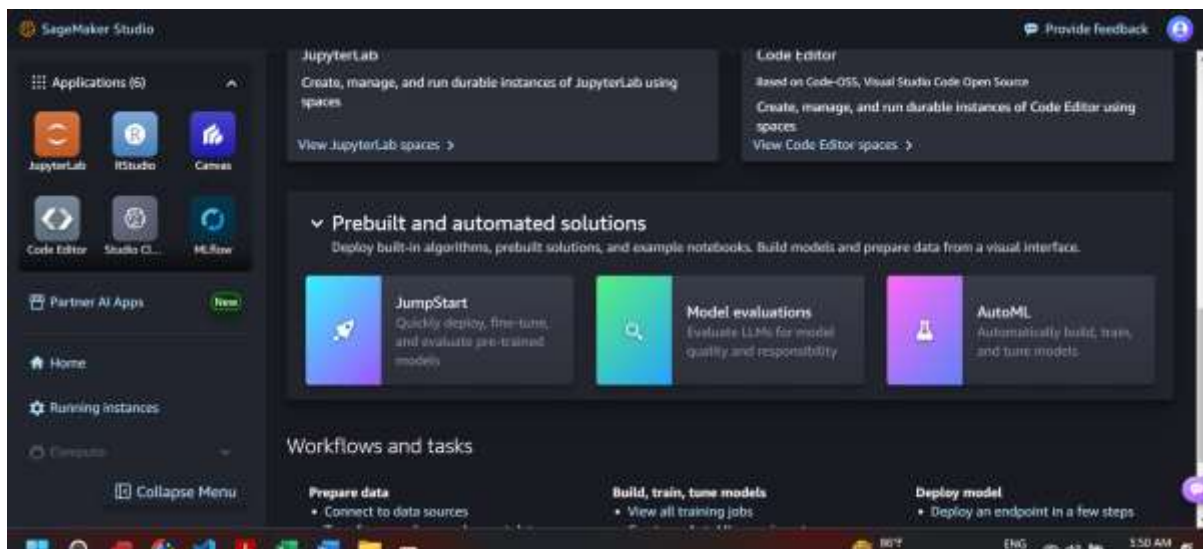 SageMaker Studio
Provide feedback
Applications (6)
JupyterLab
RStudio
Canvas
Code Editor
Studio Cl...
MLflow
Partner AI Apps
New
Home
Running instances
Compute
Collapse Menu
JupyterLab
Create, manage, and run durable instances of JupyterLab using
spaces
View JupyterLab spaces
Code Editor
Based on Code-OSS, Visual Studio Code Open Source
Create, manage, and run durable instances of Code Editor using
spaces
View Code Editor spaces
Prebuilt and automated solutions
Deploy built-in algorithms, prebuilt solutions, and example notebooks. Build models and prepare data from a visual interface.
JumpStart
Quickly deploy, fine-tune,
and evaluate pre-trained
models
Model evaluations
Evaluate LLMs for model
quality and responsibility
AutoML
Automatically build, train,
and tune models
Workflows and tasks
Prepare data
• Connect to data sources
Build, train, tune models
• View all training jobs
Deploy model
• Deploy an endpoint in a few steps
86°F
ENG
3:50 AM